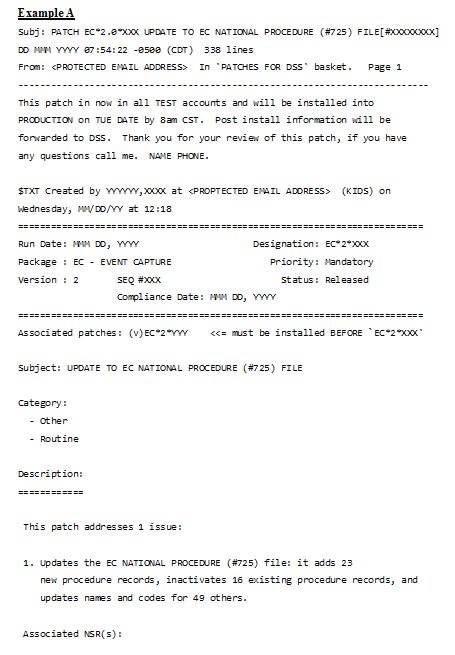 Example A
Subj: PATCH EC*2.0*XXX UPDATE TO EC NATIONAL PROCEDURE (#725) FILE[#XXXXXXXX]
DD MMM YYYY 07:54:22 -0500 (CDT)  338 lines
From: <PROTECTED EMAIL ADDRESS>  In 'PATCHES FOR DSS' basket.  Page 1
-----------------------------------------------------------------------------
This patch in now in all TEST accounts and will be installed into
PRODUCTION on TUE DATE by 8am CST.  Post install information will be
forwarded to DSS.  Thank you for your review of this patch, if you have
any questions call me.  NAME PHONE.
$TXT Created by YYYYYY,XXXX at <PROPTECTED EMAIL ADDRESS>  (KIDS) on
Wednesday, MM/DD/YY at 12:18
=============================================================================
Run Date: MMM DD, YYYY                     Designation: EC*2*XXX
Package : EC - EVENT CAPTURE                  Priority: Mandatory
Version : 2        SEQ #XXX                     Status: Released
Compliance Date: MMM DD, YYYY
=============================================================================
Associated patches: (v)EC*2*YYY    <<= must be installed BEFORE `EC*2*XXX'
Subject: UPDATE TO EC NATIONAL PROCEDURE (#725) FILE
Category:
- Other
- Routine
Description:
============
This patch addresses 1 issue:
1. Updates the EC NATIONAL PROCEDURE (#725) file: it adds 23
new procedure records, inactivates 16 existing procedure records, and
updates names and codes for 49 others.
Associated NSR(s):